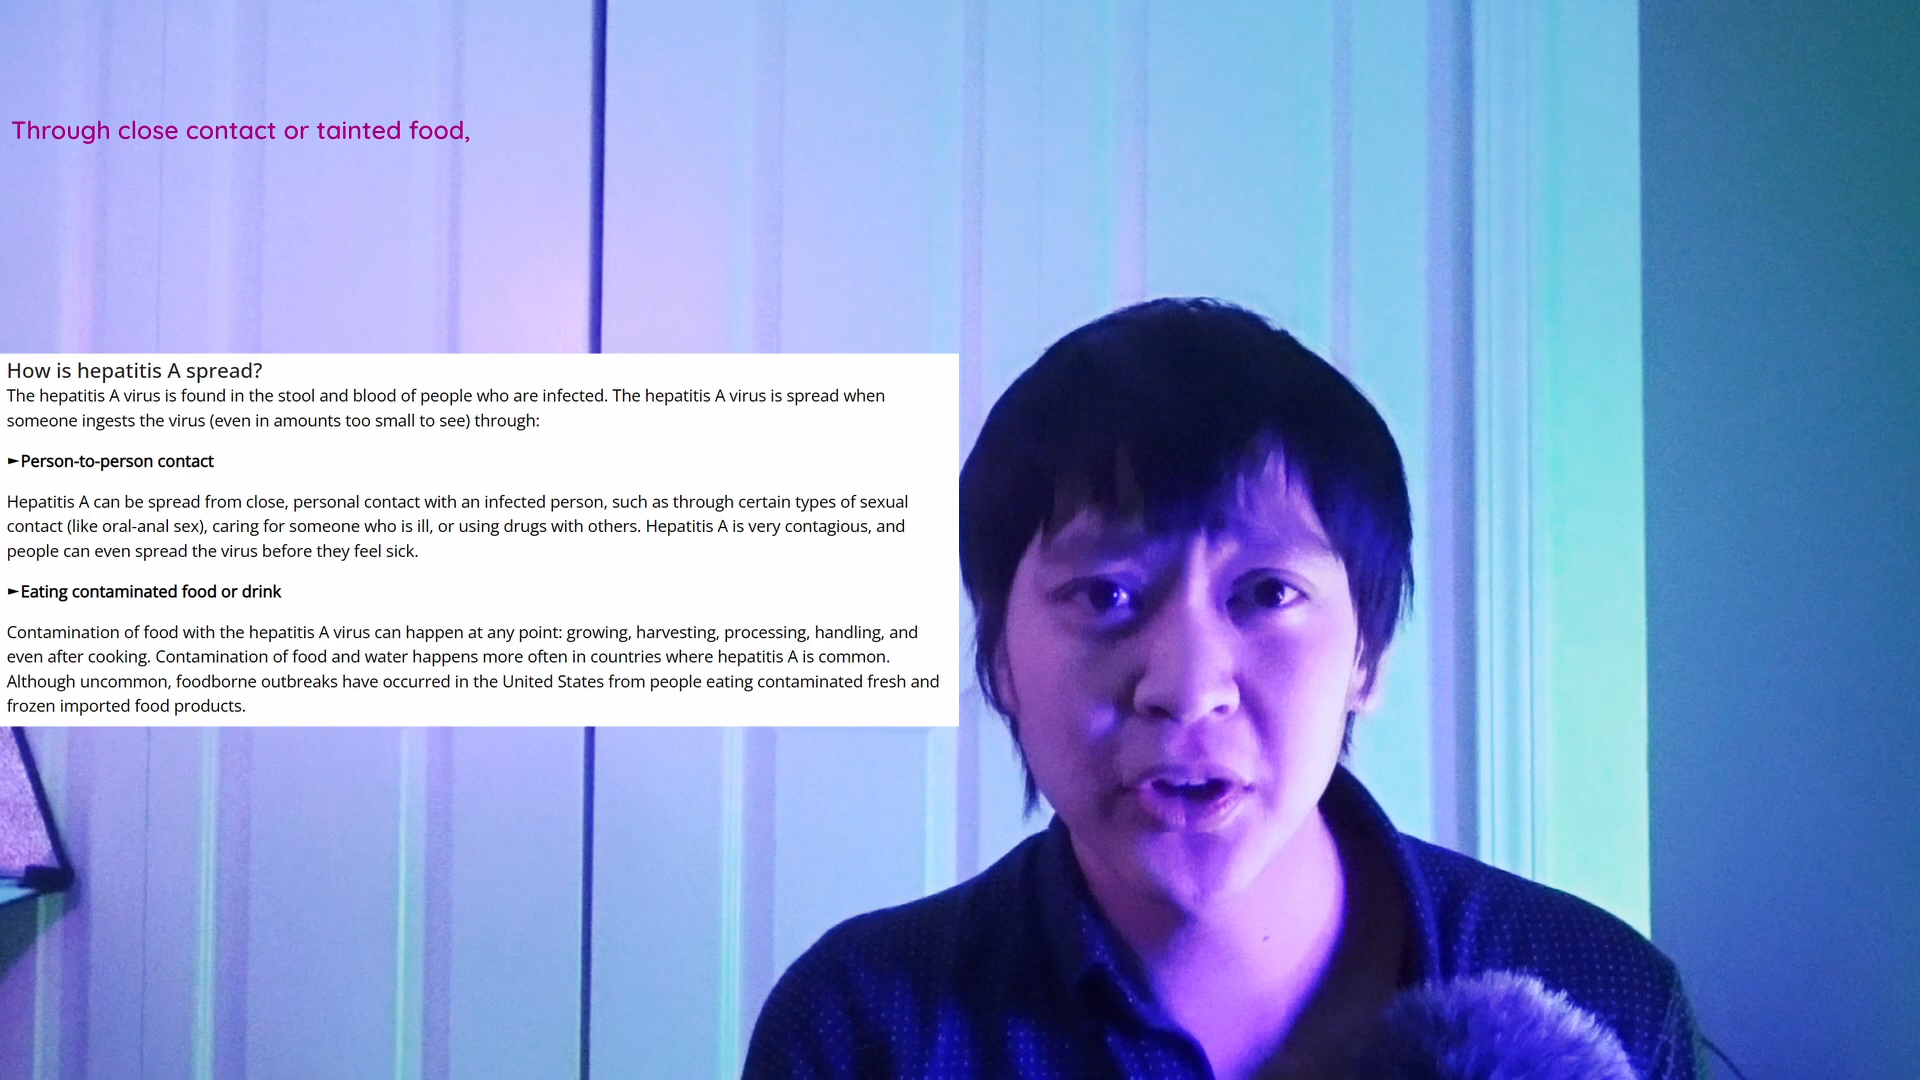 Through close contact or tainted food,
How is hepatitis A spread?
The hepatitis A virus is found in the stool and blood of people who are infected. The hepatitis A virus is spread when
someone ingests the virus (even in amounts too small to see) through:
►Person-to-person contact
Hepatitis A can be spread from close, personal contact with an infected person, such as through certain types of sexual
contact (like oral-anal sex), caring for someone who is ill, or using drugs with others. Hepatitis A is very contagious, and
people can even spread the virus before they feel sick.
►Eating contaminated food or drink
Contamination of food with the hepatitis A virus can happen at any point: growing, harvesting, processing, handling, and
even after cooking. Contamination of food and water happens more often in countries where hepatitis A is common.
Although uncommon, foodborne outbreaks have occurred in the United States from people eating contaminated fresh and
frozen imported food products.